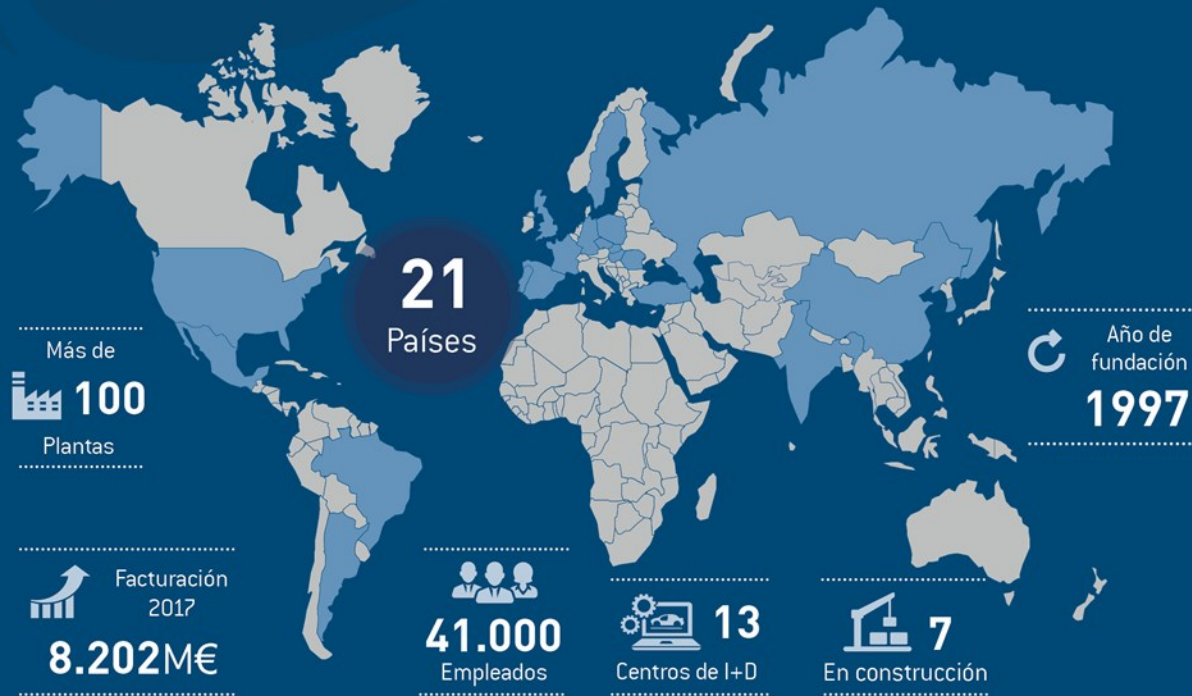 21
Países
Más de
100
Plantas
Año de
fundación
1997
Facturación
2017
8.202M€
41.000
Empleados
13
Centros de I+D
7
En construcción